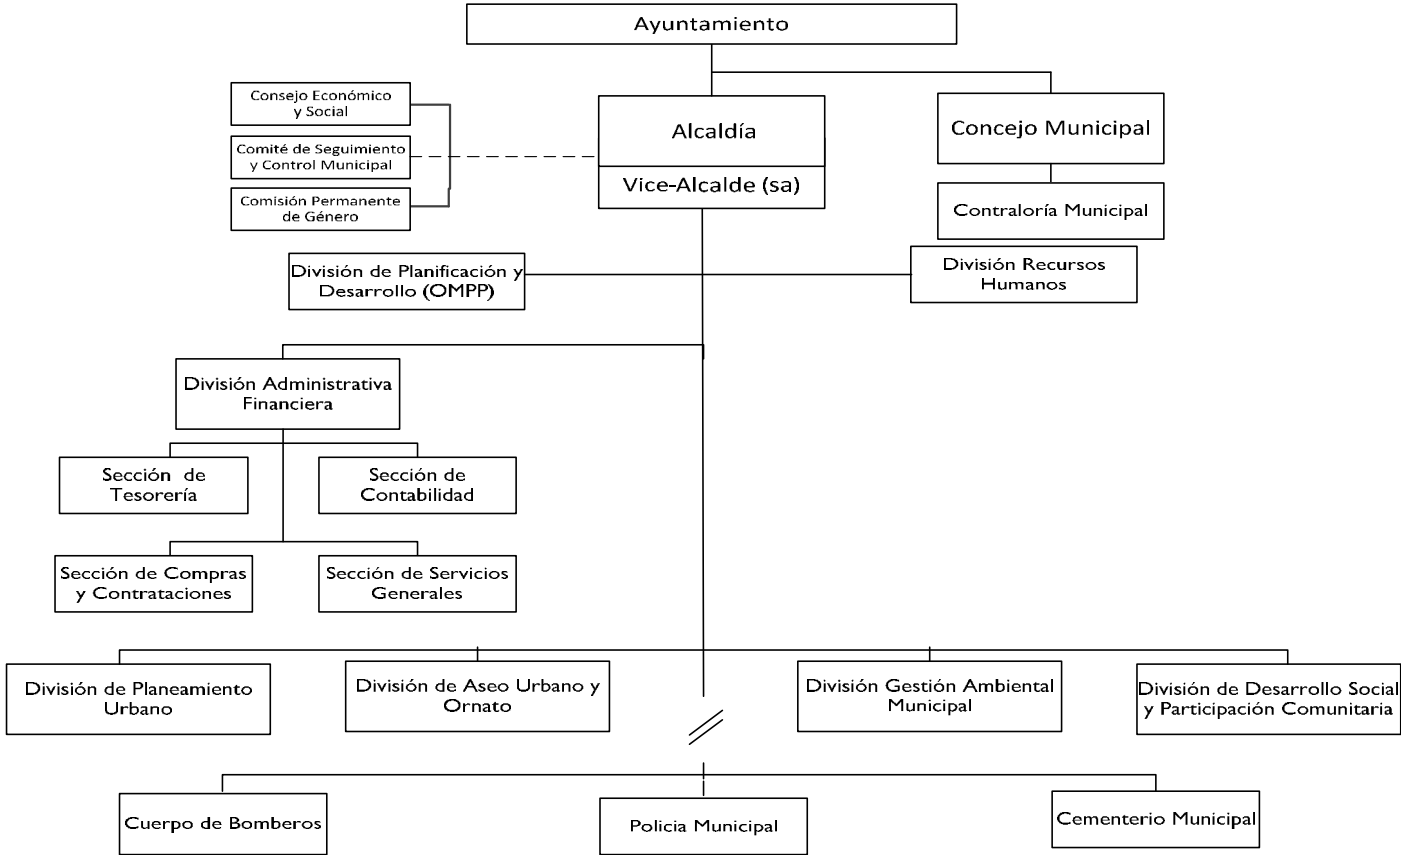 Ayuntamiento
Consejo Económico
y Social
Alcaldía
Concejo Municipal
Comité de Seguimiento
y Control Municipal
Vice-Alcalde (sa)
Comisión Permanente
de Género
Contraloría Municipal
División de Planificación y
Desarrollo (OMPP)
División Recursos
Humanos
División Administrativa
Financiera
Sección de
Tesorería
Sección de
Contabilidad
Sección de Compras
y Contrataciones
Sección de Servicios
Generales
División de Planeamiento
Urbano
División de Aseo Urbano y
Ornato
División Gestión Ambiental
Municipal
División de Desarrollo Social
y Participación Comunitaria
Cuerpo de Bomberos
Policia Municipal
Cementerio Municipal